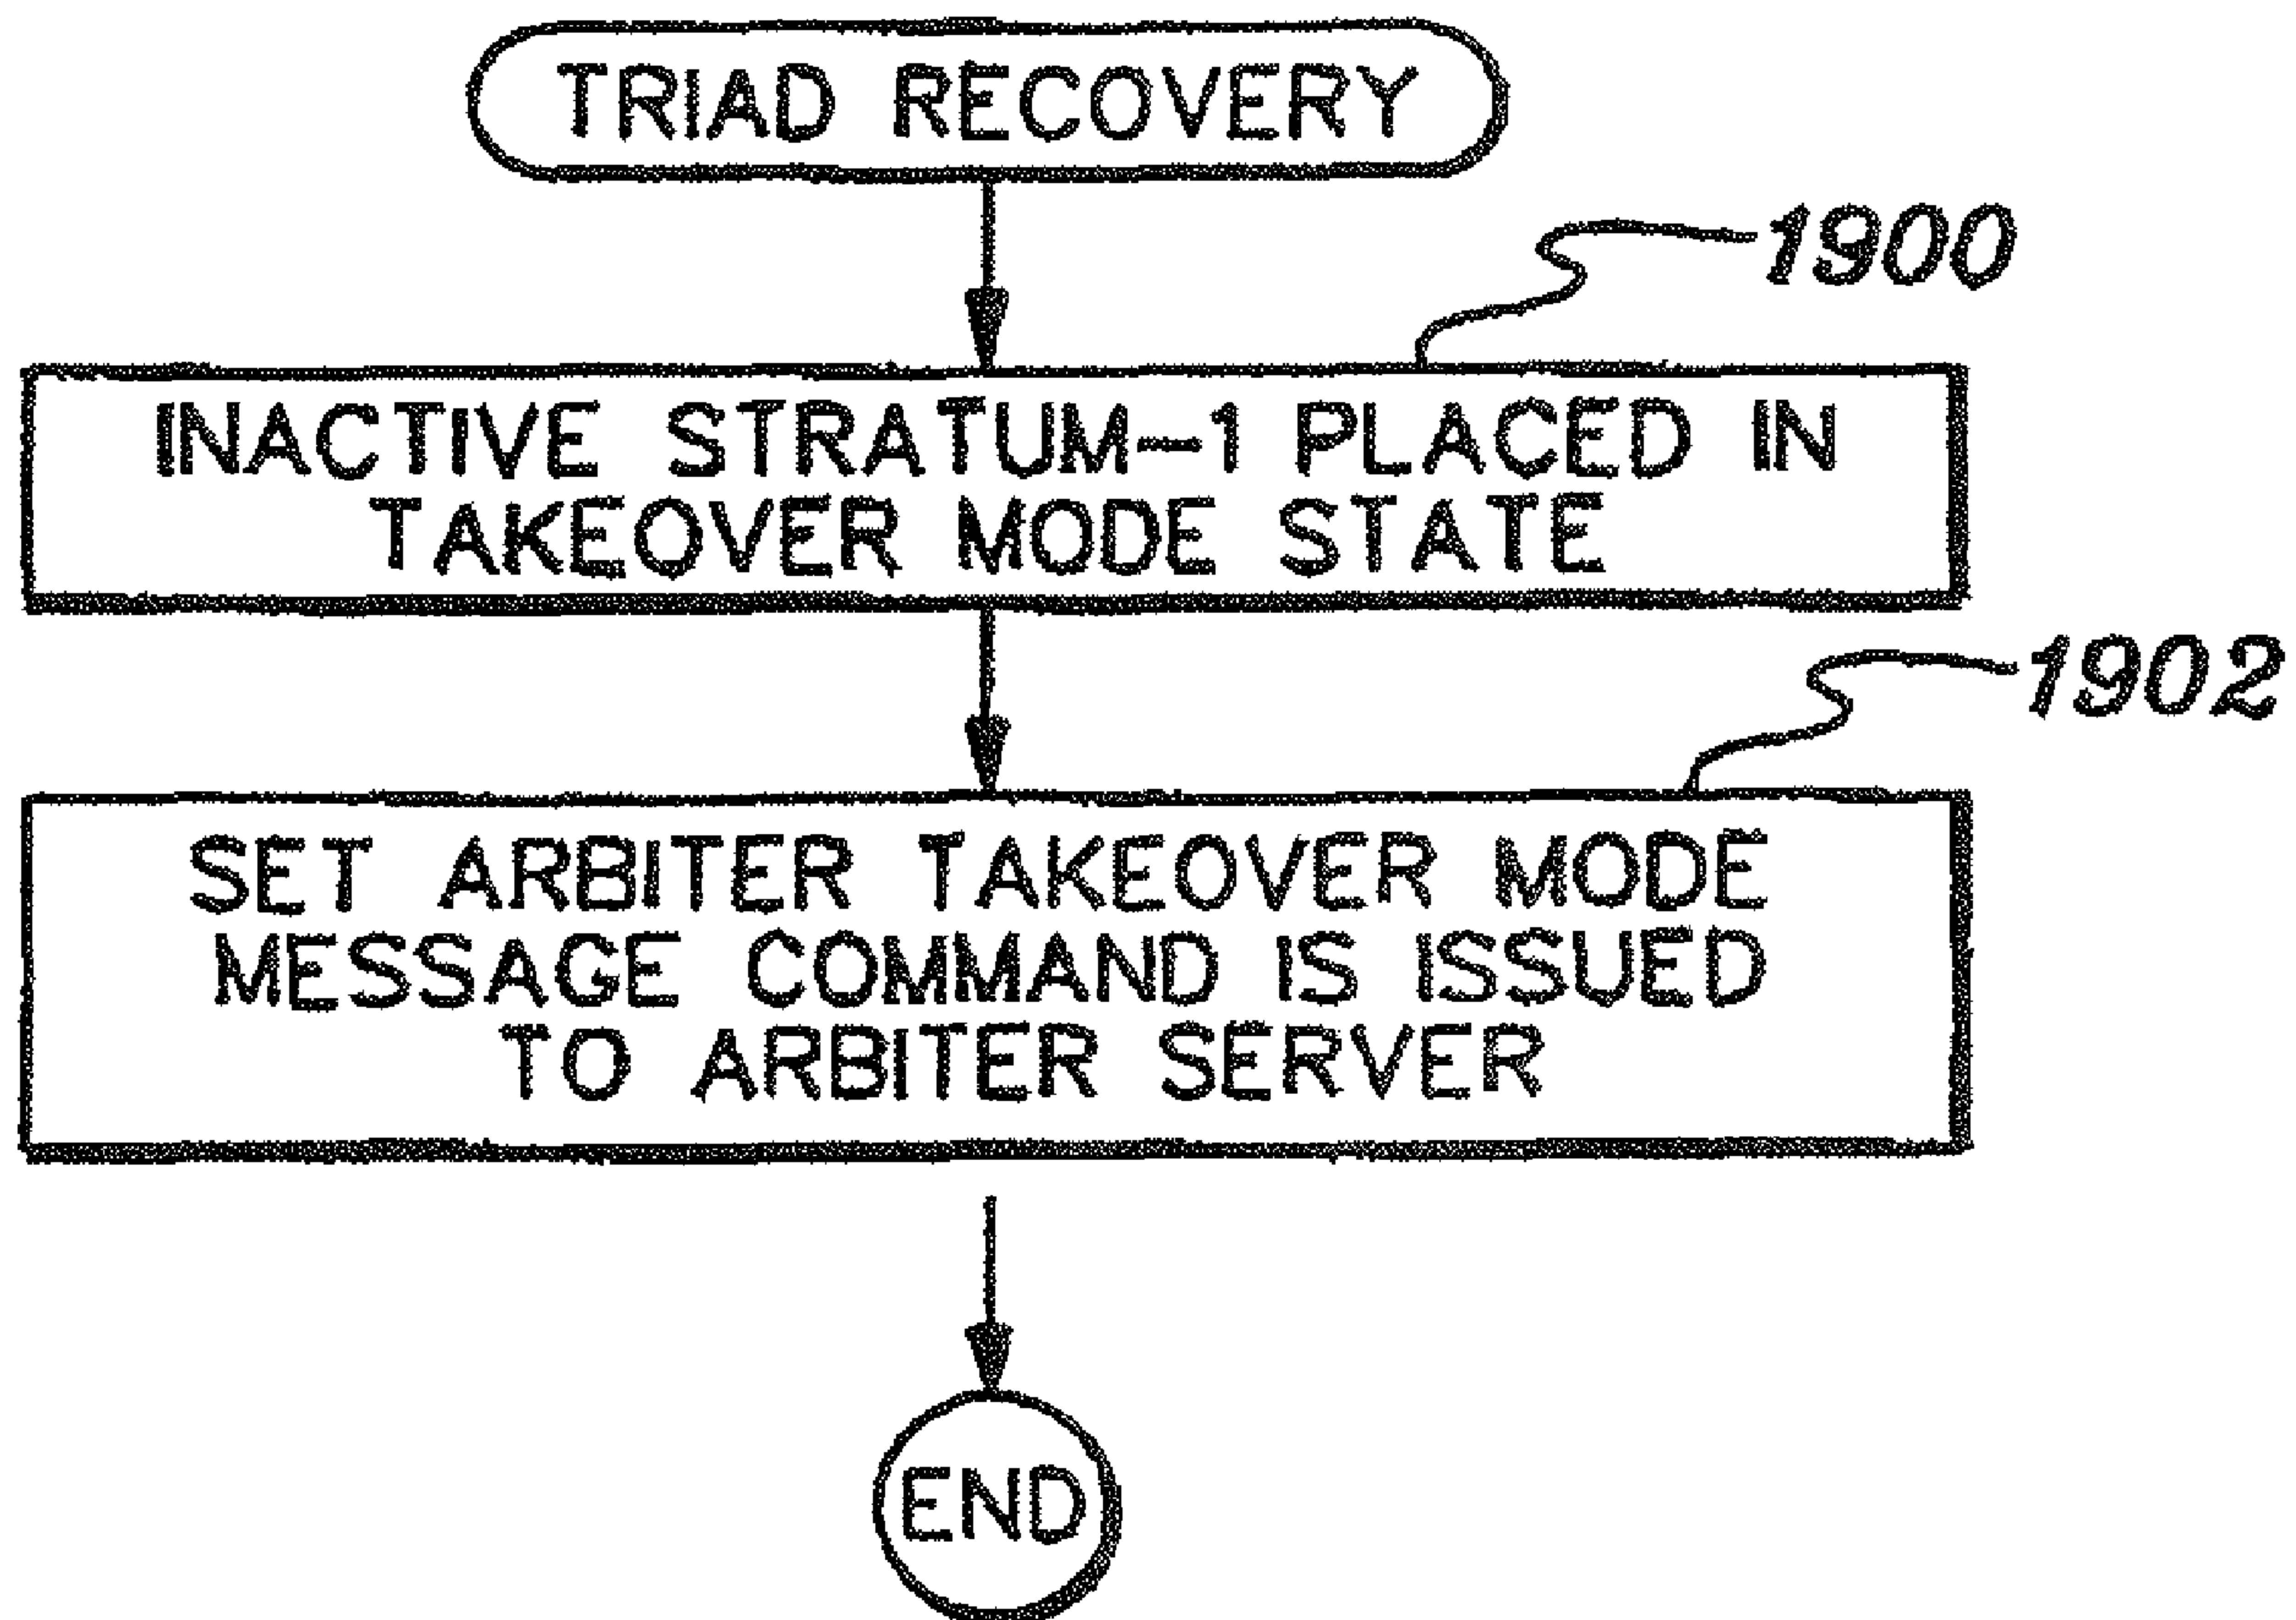 TRIAD RECOVERY
1900
INACTIVE STRATUM-1 PLACED IN
TAKEOVER MODE STATE
1902
SET ARBITER TAKEOVER MODE
MESSAGE COMMAND IS ISSUED
TO ARBITER SERVER
END